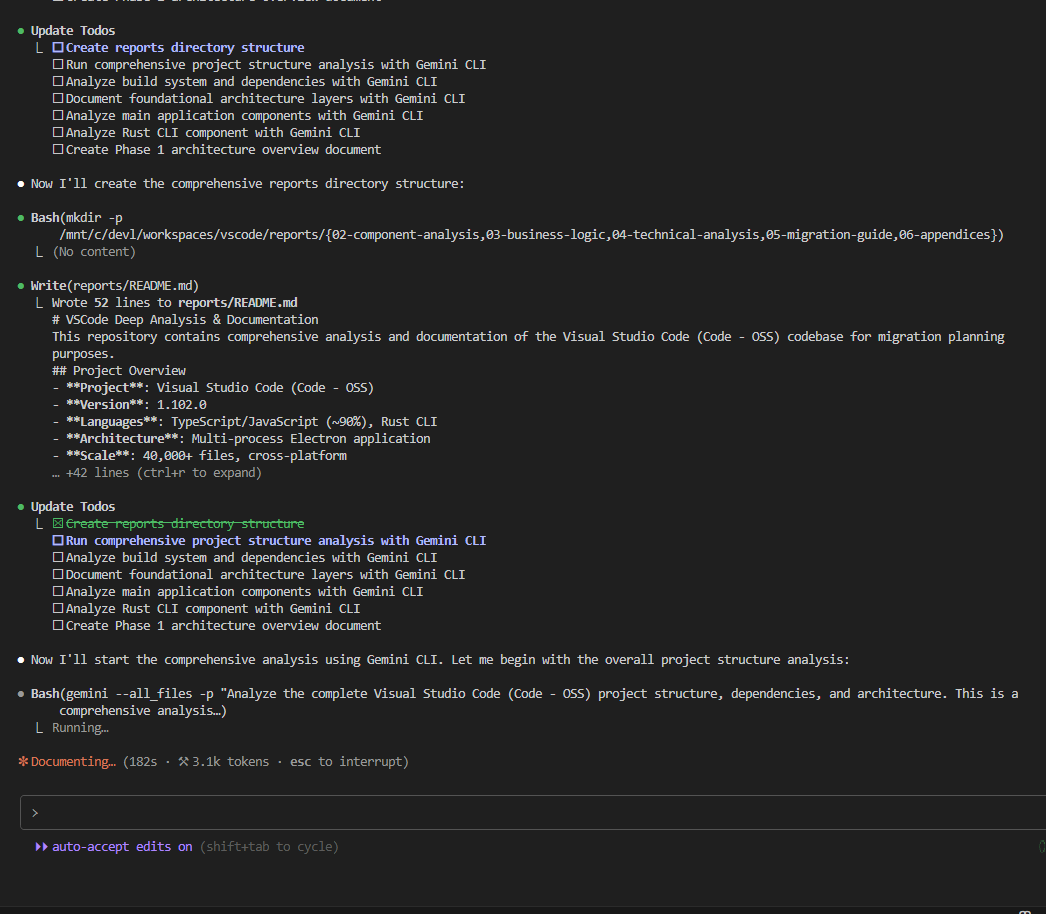 ● Update Todos
⎿ ☐ Create reports directory structure
☐ Run comprehensive project structure analysis with Gemini CLI
☐ Analyze build system and dependencies with Gemini CLI
☐ Document foundational architecture layers with Gemini CLI
☐ Analyze main application components with Gemini CLI
☐ Analyze Rust CLI component with Gemini CLI
☐ Create Phase 1 architecture overview document
● Now I'll create the comprehensive reports directory structure:
● Bash(mkdir -p
/mnt/c/devl/workspaces/vscode/reports/{02-component-analysis,03-business-logic,04-technical-analysis,05-migration-guide,06-appendices})
⎿ (No content)
● Write(reports/README.md)
⎿ Wrote 52 lines to reports/README.md
# VSCode Deep Analysis & Documentation
This repository contains comprehensive analysis and documentation of the Visual Studio Code (Code - OSS) codebase for migration planning
purposes.
## Project Overview
- **Project**: Visual Studio Code (Code - OSS)
- **Version**: 1.102.0
- **Languages**: TypeScript/JavaScript (~90%), Rust CLI
- **Architecture**: Multi-process Electron application
- **Scale**: 40,000+ files, cross-platform
… +42 lines (ctrl+r to expand)
● Update Todos
⎿ ☒ Create reports directory structure
☐ Run comprehensive project structure analysis with Gemini CLI
☐ Analyze build system and dependencies with Gemini CLI
☐ Document foundational architecture layers with Gemini CLI
☐ Analyze main application components with Gemini CLI
☐ Analyze Rust CLI component with Gemini CLI
☐ Create Phase 1 architecture overview document
● Now I'll start the comprehensive analysis using Gemini CLI. Let me begin with the overall project structure analysis:
● Bash(gemini --all_files -p "Analyze the complete Visual Studio Code (Code - OSS) project structure, dependencies, and architecture. This is a
comprehensive analysis…)
⎿ Running…
✻ Documenting… (182s · ⚒ 3.1k tokens · esc to interrupt)
>
⏵⏵ auto-accept edits on (shift+tab to cycle)